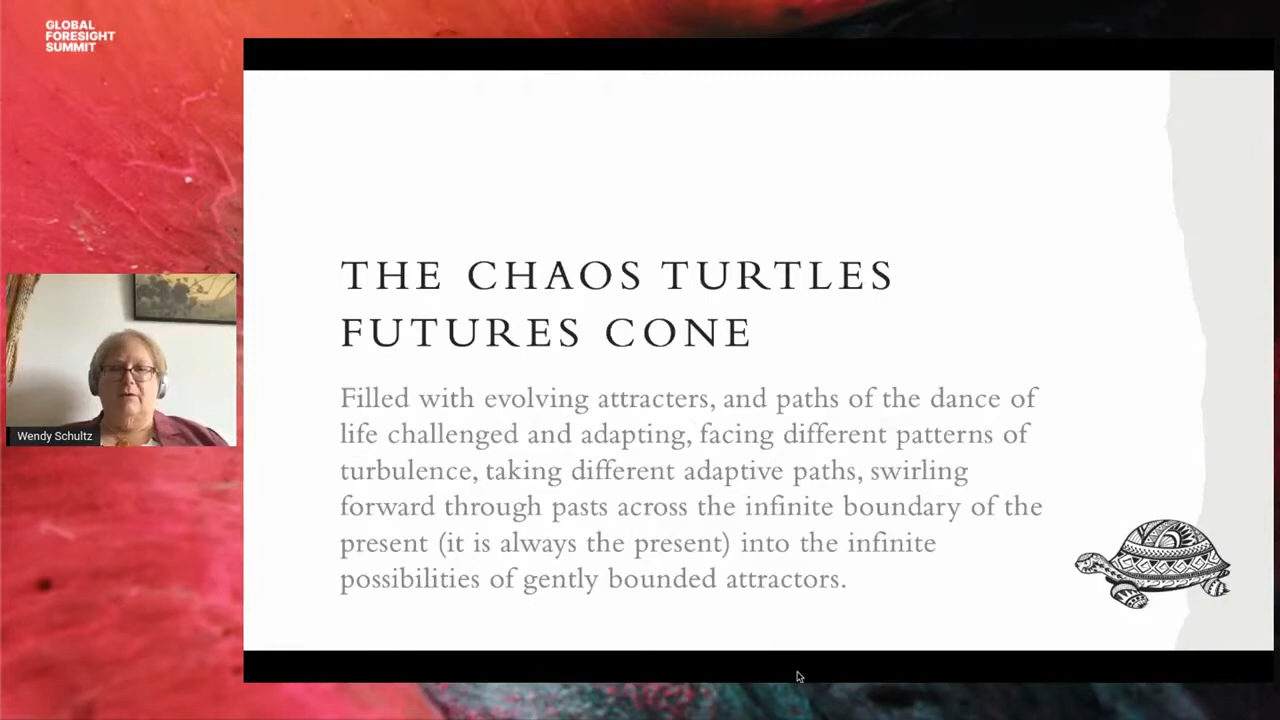 GLOBAL
FORESIGHT
SUMMIT
THE CHAOS TURTLES
FUTURES CONE
Filled with evolving attracters, and paths of the dance of
life challenged and adapting, facing different patterns of
turbulence, taking different adaptive paths, swirling
forward through pasts across the infinite boundary of the
present (it is always the present) into the infinite
possibilities of gently bounded attractors.
Wendy Schultz